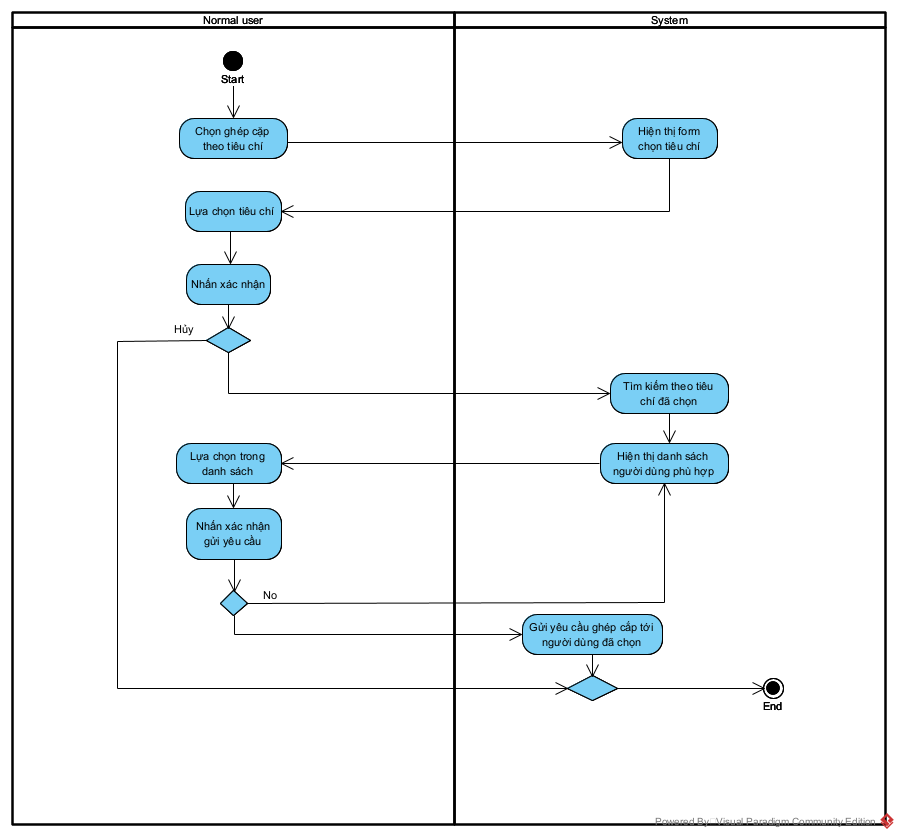 Normal user
System
Start
Chọn ghép cặp
theo tiêu chí
Hiện thị form
chọn tiêu chí
Lựa chọn tiêu chí
Nhấn xác nhận
Hủy
Tìm kiếm theo tiêu
chí đã chọn
Lựa chọn trong
danh sách
Hiện thị danh sách
người dùng phù hợp
Nhấn xác nhận
gửi yêu cầu
No
Gửi yêu cầu ghép cấp tới
người dùng đã chọn
End
Powered By: Visual Paradigm Community Edition